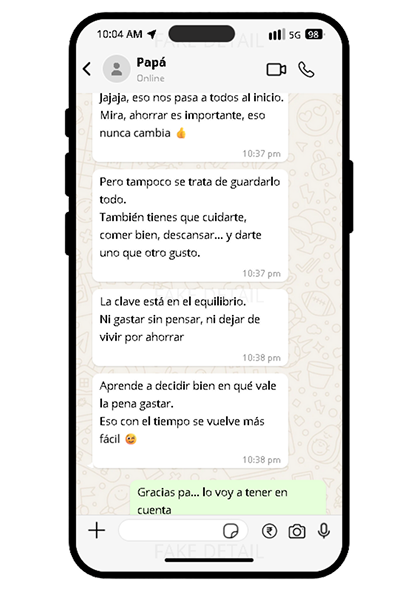 10:04 AM
5G
98
FAKE DETAIL
Papá
Online
Jajaja, eso nos pasa a todos al inicio.
Mira, ahorrar es importante, eso
nunca cambia 👍
10:37 pm
Pero tampoco se trata de guardarlo
todo.
También tienes que cuidarte,
comer bien, descansar... y darte
uno que otro gusto.
10:37 pm
La clave está en el equilibrio.
Ni gastar sin pensar, ni dejar de
vivir por ahorrar
10:38 pm
Aprende a decidir bien en qué vale
la pena gastar.
Eso con el tiempo se vuelve más
fácil 😉
10:38 pm
Gracias pa... lo voy a tener en
cuenta
₹
FAKE DETAIL